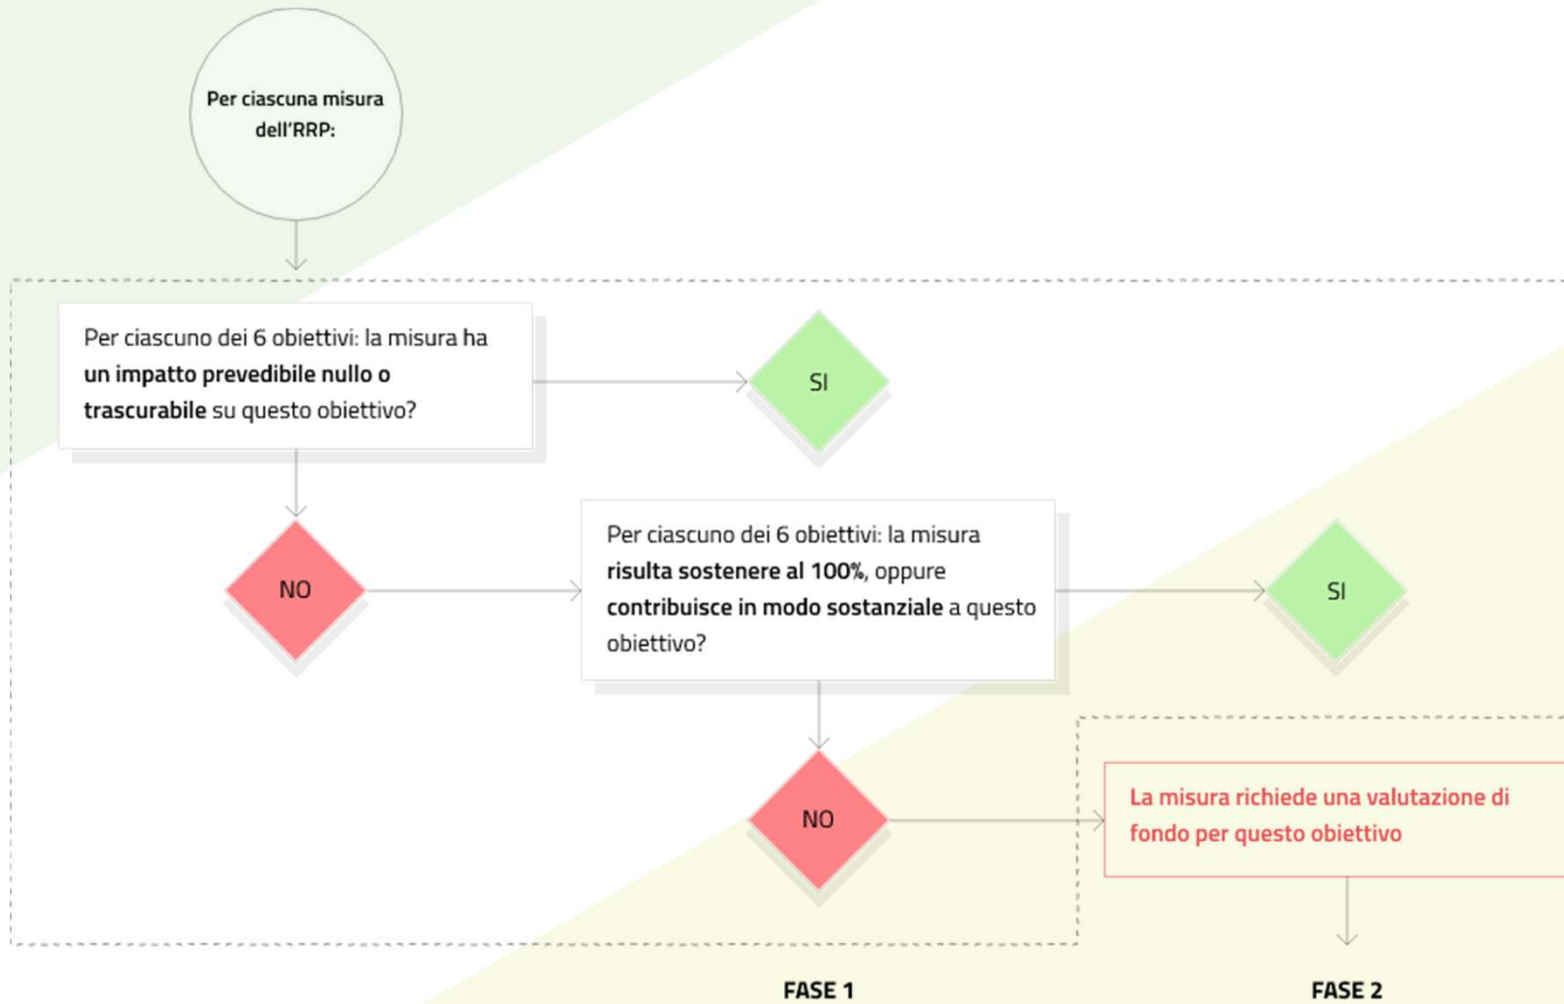 Per ciascuna misura
dell'RRP:
Per ciascuno dei 6 obiettivi: la misura ha
un impatto prevedibile nullo o
trascurabile su questo obiettivo?
SI
NO
Per ciascuno dei 6 obiettivi: la misura
risulta sostenere al 100%, oppure
contribuisce in modo sostanziale a questo
obiettivo?
SI
NO
La misura richiede una valutazione di
fondo per questo obiettivo
FASE 1
FASE 2